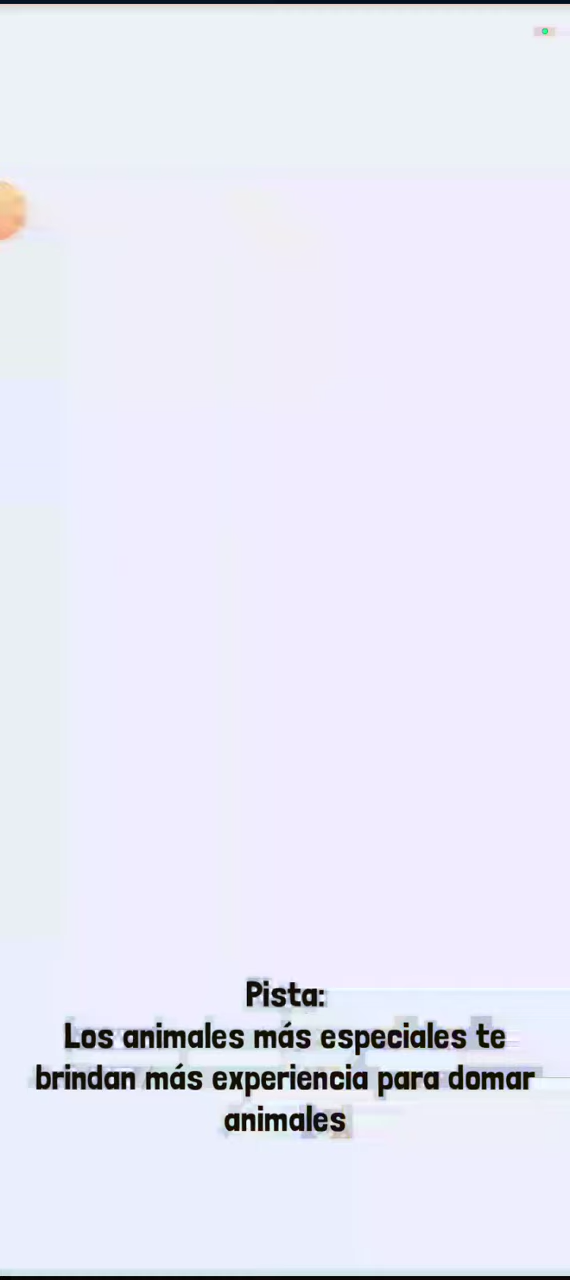 Pista:
Los animales más especiales te
brindan más experiencia para domar
animales